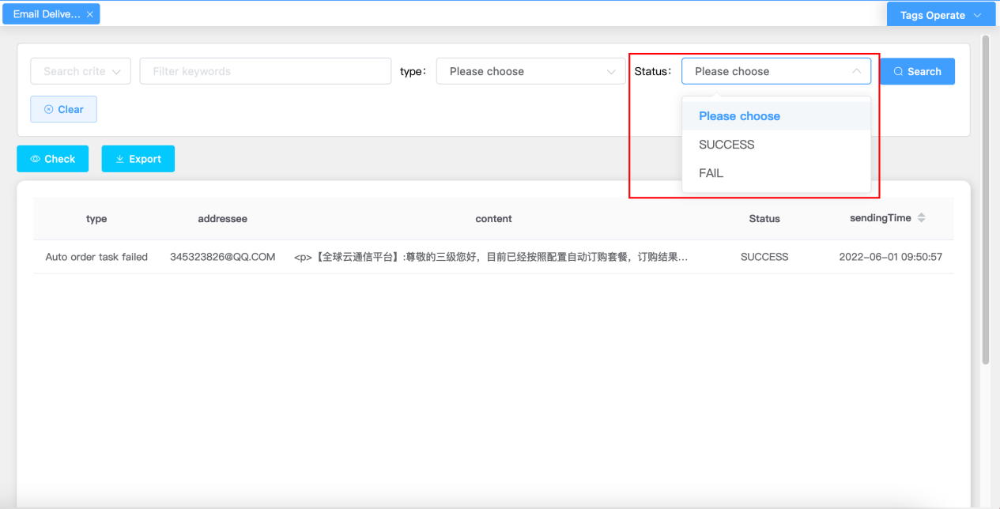 Email Delive...
Tags Operate
Search crite
Filter keywords
type:
Please choose
Status:
Please choose
Search
Clear
Please choose
SUCCESS
FAIL
Check
Export
type addressee content Status sendingTime
Auto order task failed 345323826@QQ.COM <p>【全球云通信平台】:尊敬的三级您好，目前已经按照配置自动订购套餐，订购结果... SUCCESS 2022-06-01 09:50:57